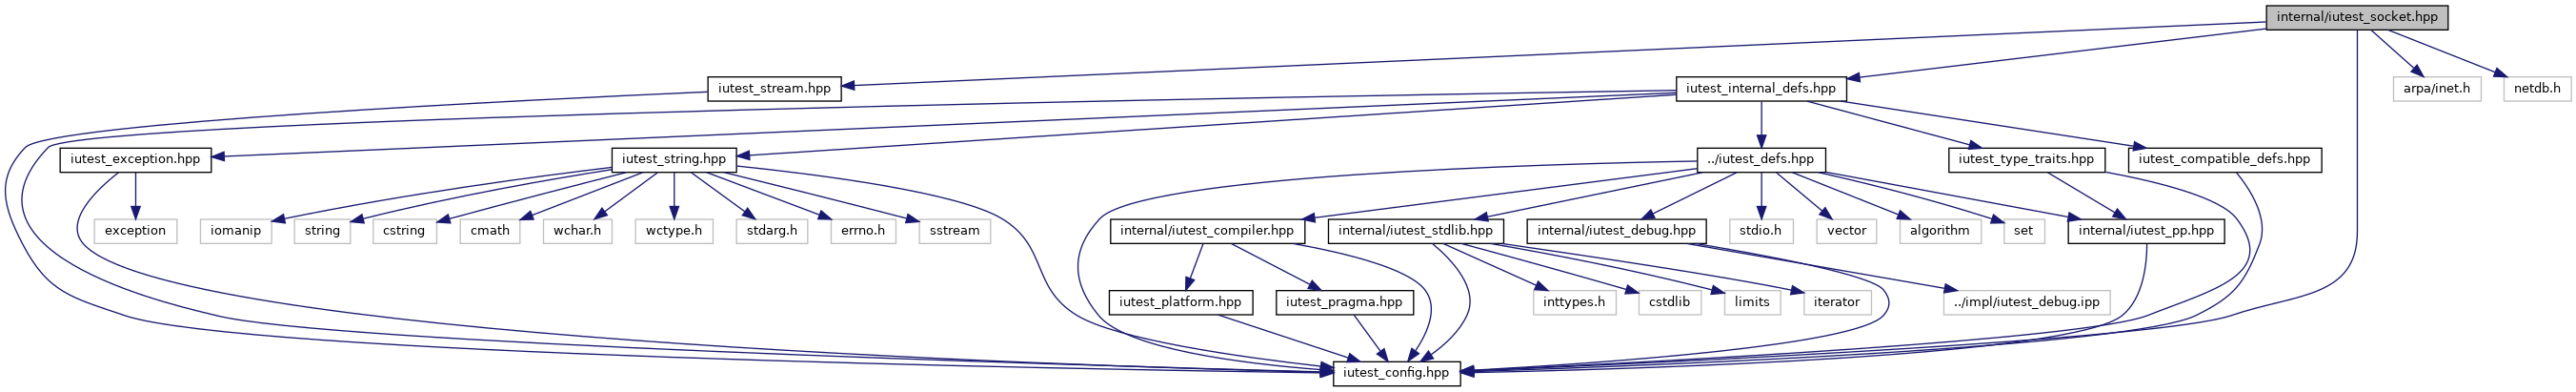 internal/iutest_socket.hpp
iutest_stream.hpp
iutest_internal_defs.hpp
arpa/inet.h
netdb.h
iutest_exception.hpp
iutest_string.hpp
../iutest_defs.hpp
iutest_type_traits.hpp
iutest_compatible_defs.hpp
exception
iomanip
string
cstring
cmath
wchar.h
wctype.h
stdarg.h
errno.h
sstream
internal/iutest_compiler.hpp
internal/iutest_stdlib.hpp
internal/iutest_debug.hpp
stdio.h
vector
algorithm
set
internal/iutest_pp.hpp
iutest_platform.hpp
iutest_pragma.hpp
inttypes.h
cstdlib
limits
iterator
../impl/iutest_debug.ipp
iutest_config.hpp